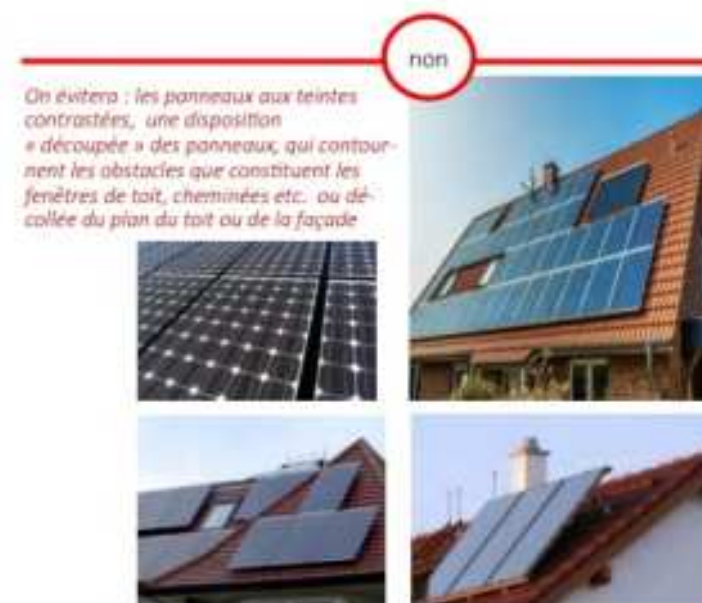 non
On évitera : les panneaux aux teintes
contrastées, une disposition
« découpée » des panneaux, qui contour-
nent les obstacles que constituent les
fenêtres de toit, cheminées etc. ou dé-
collée du plan du toit ou de la façade